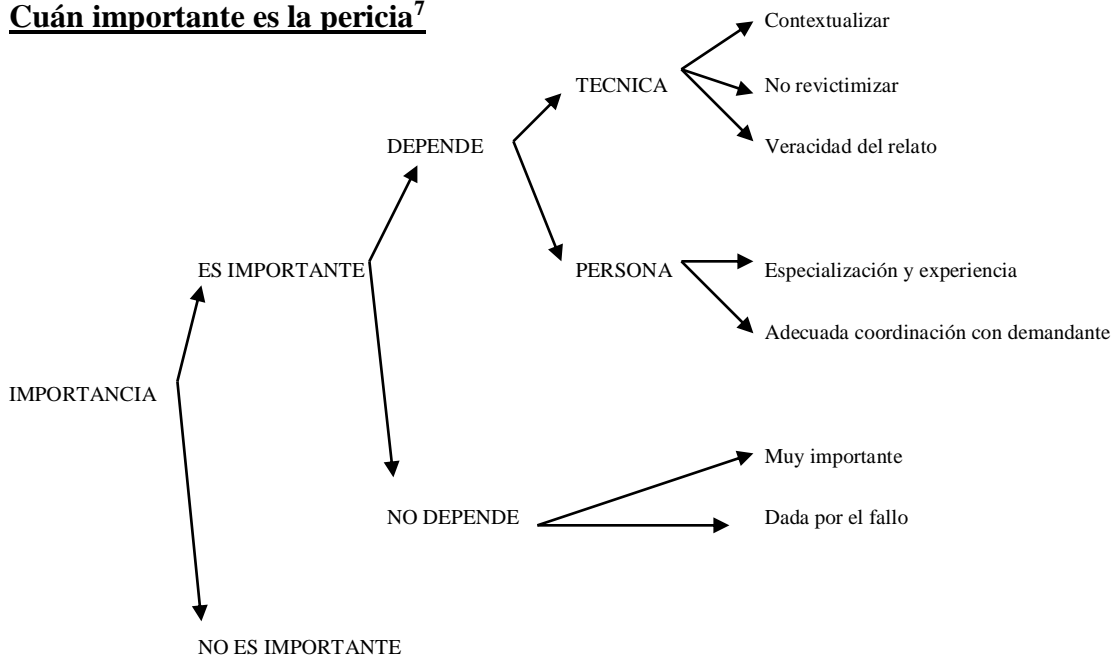 Cuán importante es la pericia7
Contextualizar
TECNICA
No revictimizar
DEPENDE
Veracidad del relato
ES IMPORTANTE
PERSONA
Especialización y experiencia
Adecuada coordinación con demandante
IMPORTANCIA
Muy importante
NO DEPENDE
Dada por el fallo
NO ES IMPORTANTE